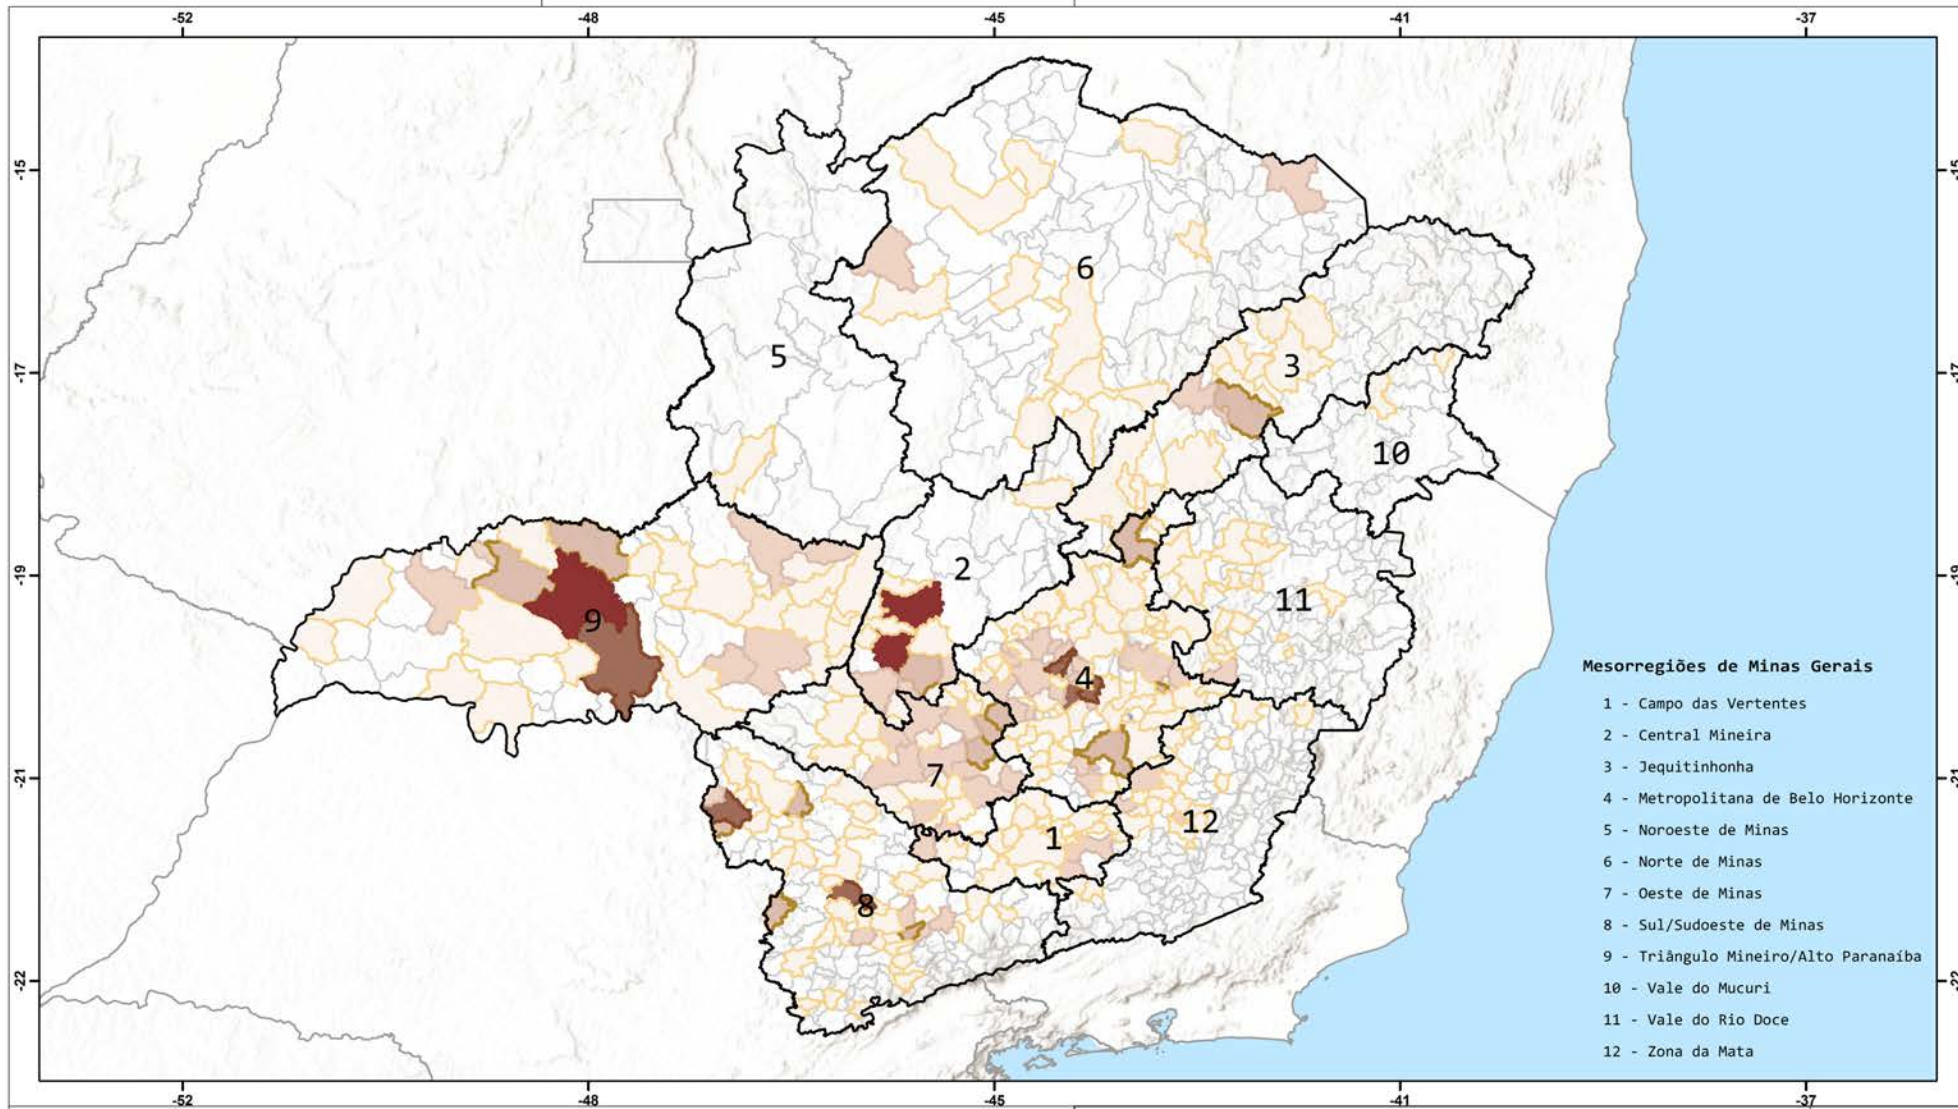 -52 -48 -45 -41 -37
-15
6
5
3
-17 -17
10
2
-19 -19
9
11
4
Mesorregiões de Minas Gerais
1 - Campo das Vertentes
2 - Central Mineira
3 - Jequitinhonha
7
-21
12
1
4 - Metropolitana de Belo Horizonte
5 - Noroeste de Minas
6 - Norte de Minas
7 - Oeste de Minas
8
8 - Sul/Sudoeste de Minas
9 - Triângulo Mineiro/Alto Paranaíba
-22
10 - Vale do Mucuri
11 - Vale do Rio Doce
12 - Zona da Mata
-52 -48 -45 -41 -37